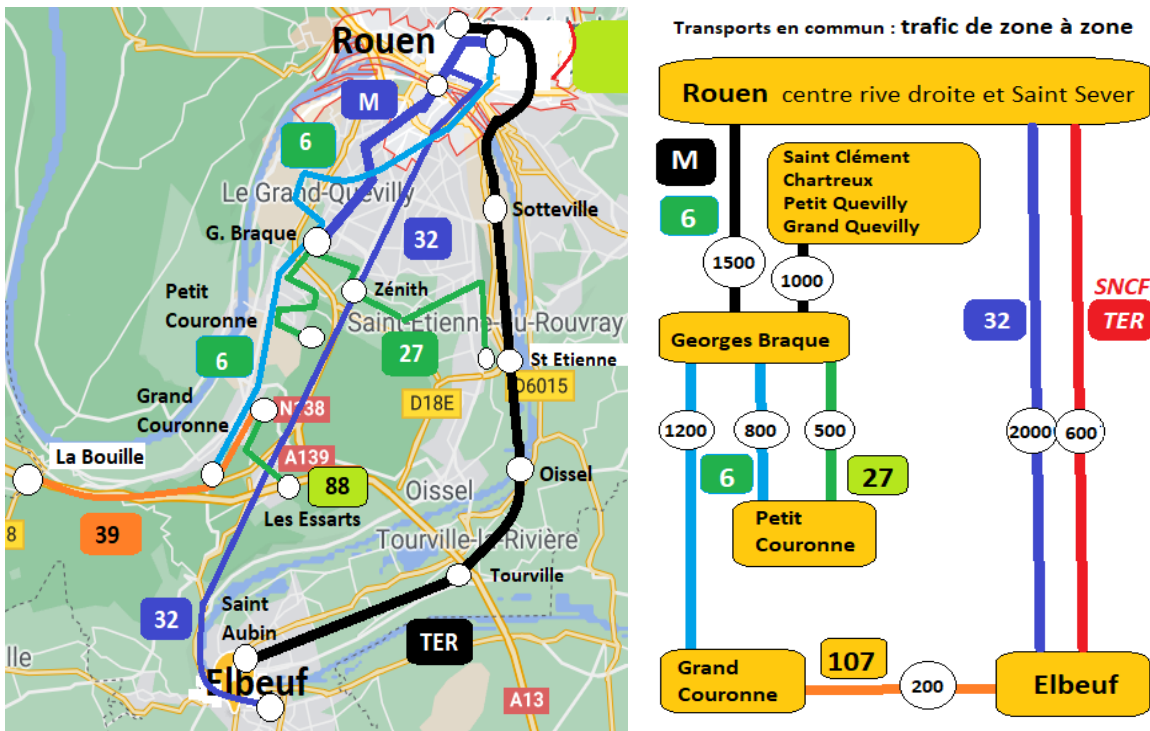 Rouen
M
6
Le Grand-Quevilly
Sotteville
G. Braque
32
Zénith
Petit
Couronne
Saint-Etienne-du-Rouvray
6
27
St Etienne
D6015
D18E
Grand
Couronne
N338
A139
La Bouille
Oissel
88
Oissel
Les Essarts
8
39
Tourville-la-Rivière
Tourville
Saint
Aubin
32
TER
lle
Elbeuf
A13
Transports en commun : trafic de zone à zone
Rouen centre rive droite et Saint Sever
M
6
Saint Clément
Chartreux
Petit Quevilly
Grand Quevilly
1500
1000
SNCF
TER
32
Georges Braque
1200
800
500
2000
600
6
27
Petit
Couronne
107
Grand
Couronne
200
Elbeuf